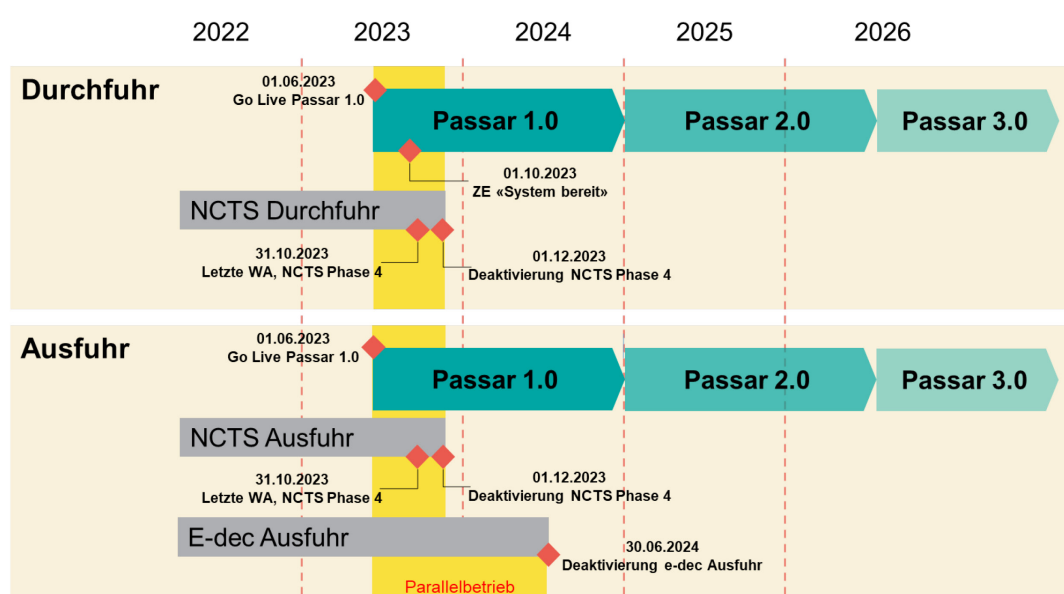 2022 2023 2024 2025 2026
Durchfuhr
01.06.2023
Go Live Passar 1.0
Passar 1.0 Passar 2.0 Passar 3.0
01.10.2023
ZE «System bereit»
NCTS Durchfuhr
31.10.2023
Letzte WA, NCTS Phase 4
01.12.2023
Deaktivierung NCTS Phase 4
Ausfuhr
01.06.2023
Go Live Passar 1.0
Passar 1.0 Passar 2.0 Passar 3.0
NCTS Ausfuhr
31.10.2023
Letzte WA, NCTS Phase 4
01.12.2023
Deaktivierung NCTS Phase 4
E-dec Ausfuhr
30.06.2024
Deaktivierung e-dec Ausfuhr
Parallelbetrieb